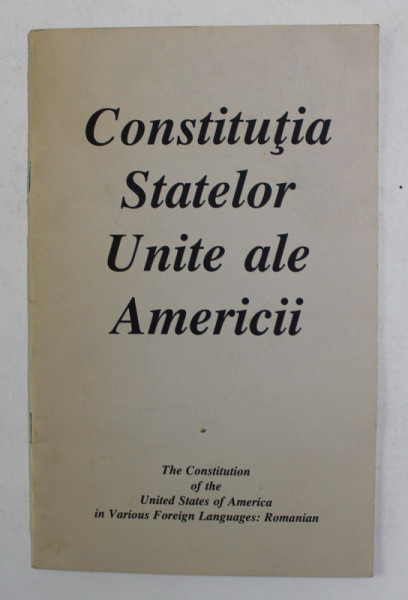 Constituţia
Statelor
Unite ale
Americii
The Constitution
of the
United States of America
in Various Foreign Languages: Romanian